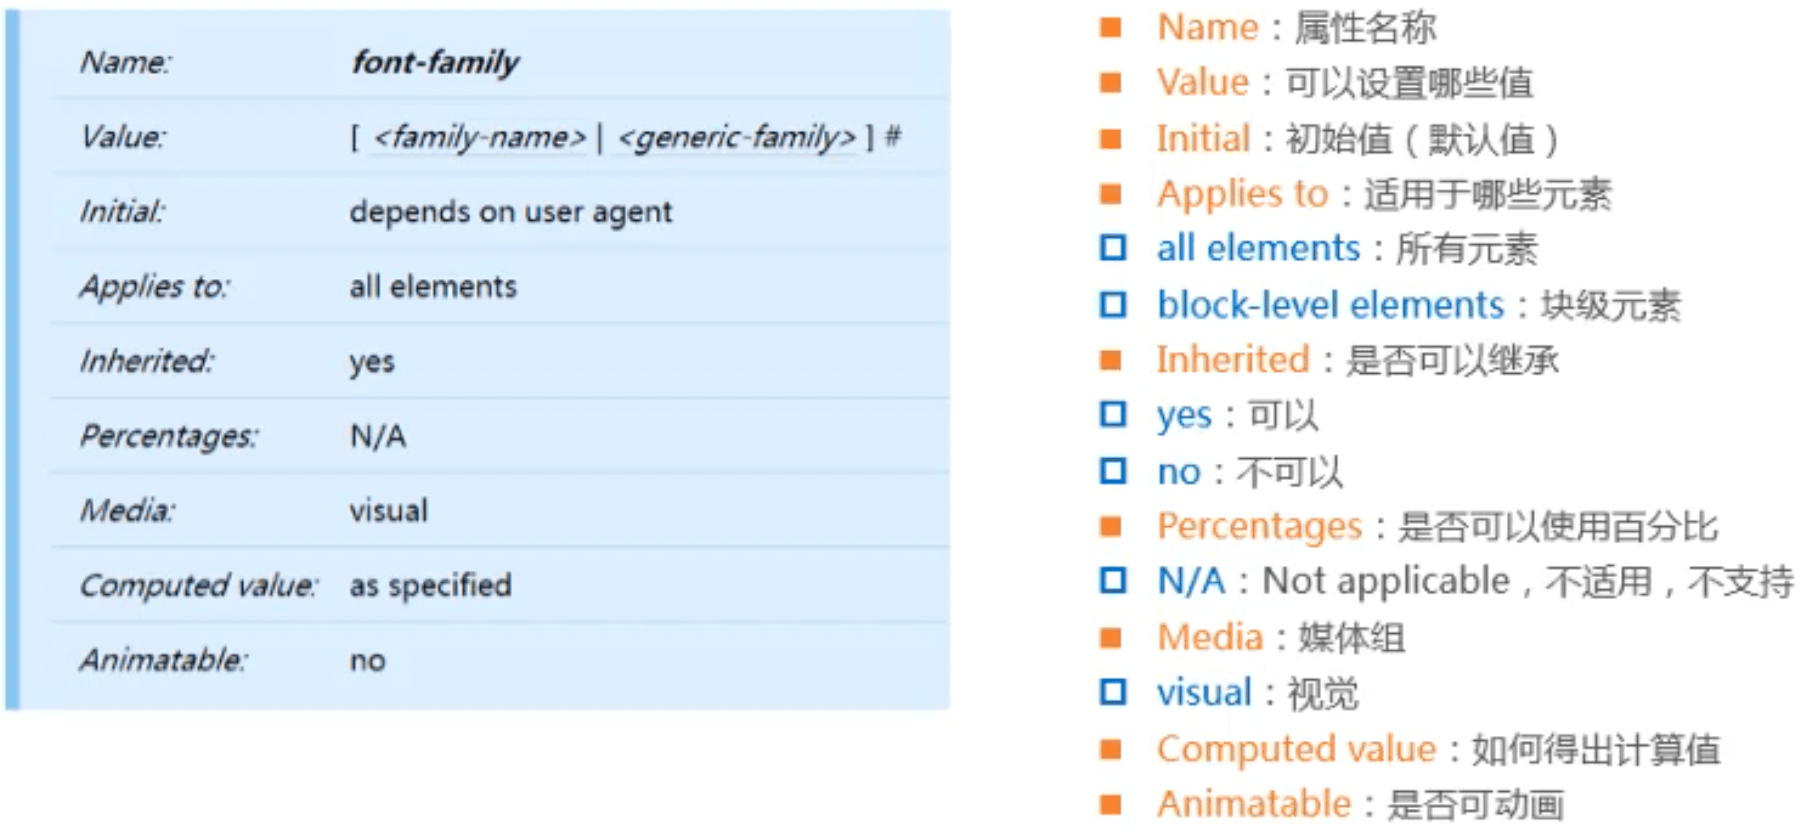 Name: font-family
Value: [ <family-name> | <generic-family> ] #
Initial: depends on user agent
Applies to: all elements
Inherited: yes
Percentages: N/A
Media: visual
Computed value: as specified
Animatable: no
Name：属性名称
Value：可以设置哪些值
Initial：初始值（默认值）
Applies to：适用于哪些元素
all elements：所有元素
block-level elements：块级元素
Inherited：是否可以继承
yes：可以
no：不可以
Percentages：是否可以使用百分比
N/A：Not applicable，不适用，不支持
Media：媒体组
visual：视觉
Computed value：如何得出计算值
Animatable：是否可动画